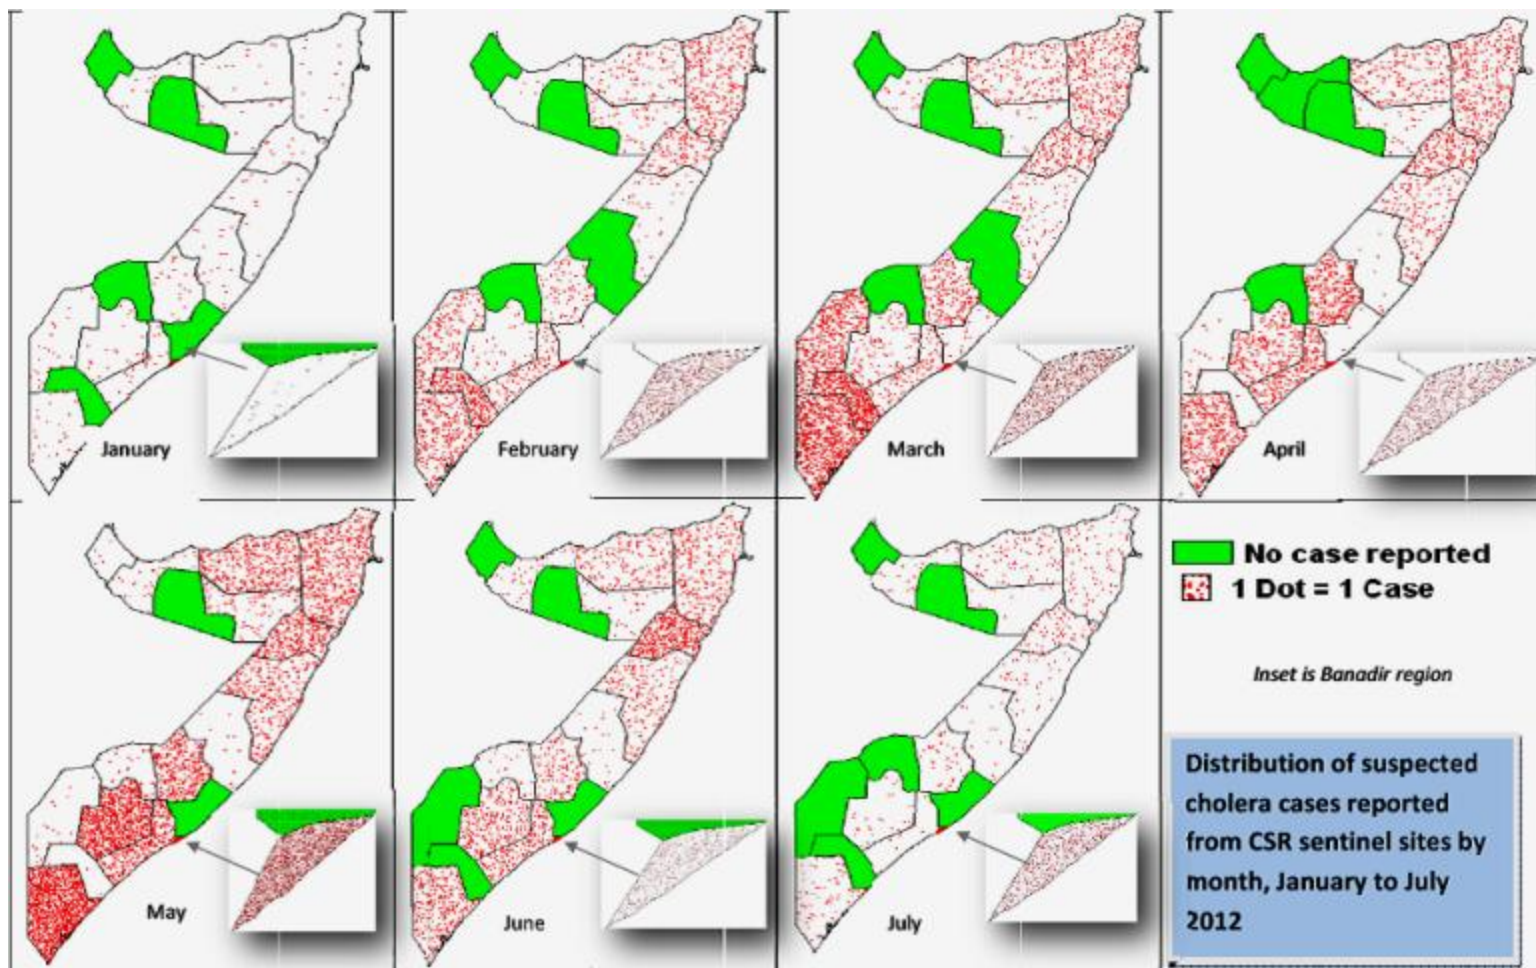 January
February
March
April
May
June
July
No case reported
1 Dot = 1 Case
Inset is Banadir region
Distribution of suspected
cholera cases reported
from CSR sentinel sites by
month, January to July
2012